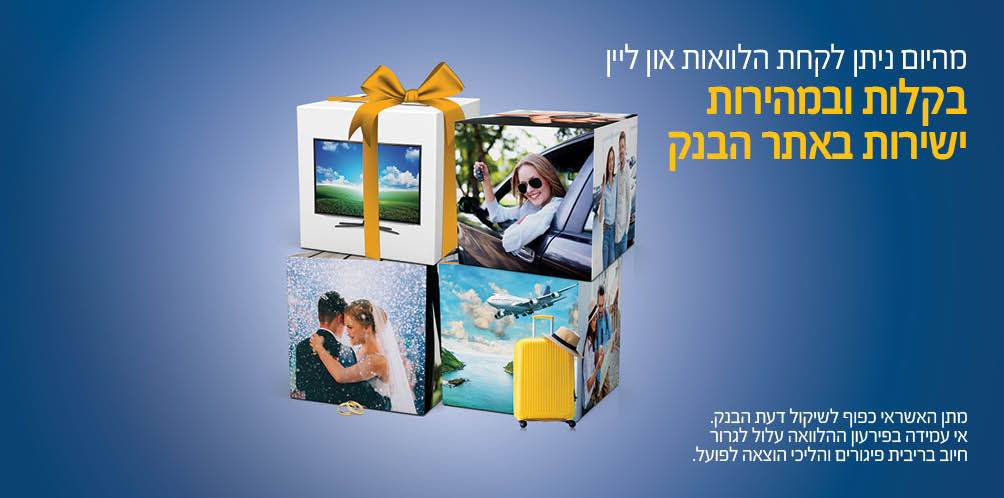 מהיום ניתן לקחת הלוואות און ליין
בקלות ובמהירות
ישירות באתר הבנק
מתן האשראי כפוף לשיקול דעת הבנק.
אי עמידה בפירעון ההלוואה עלול לגרור
חיוב בריבית פיגורים והליכי הוצאה לפועל.